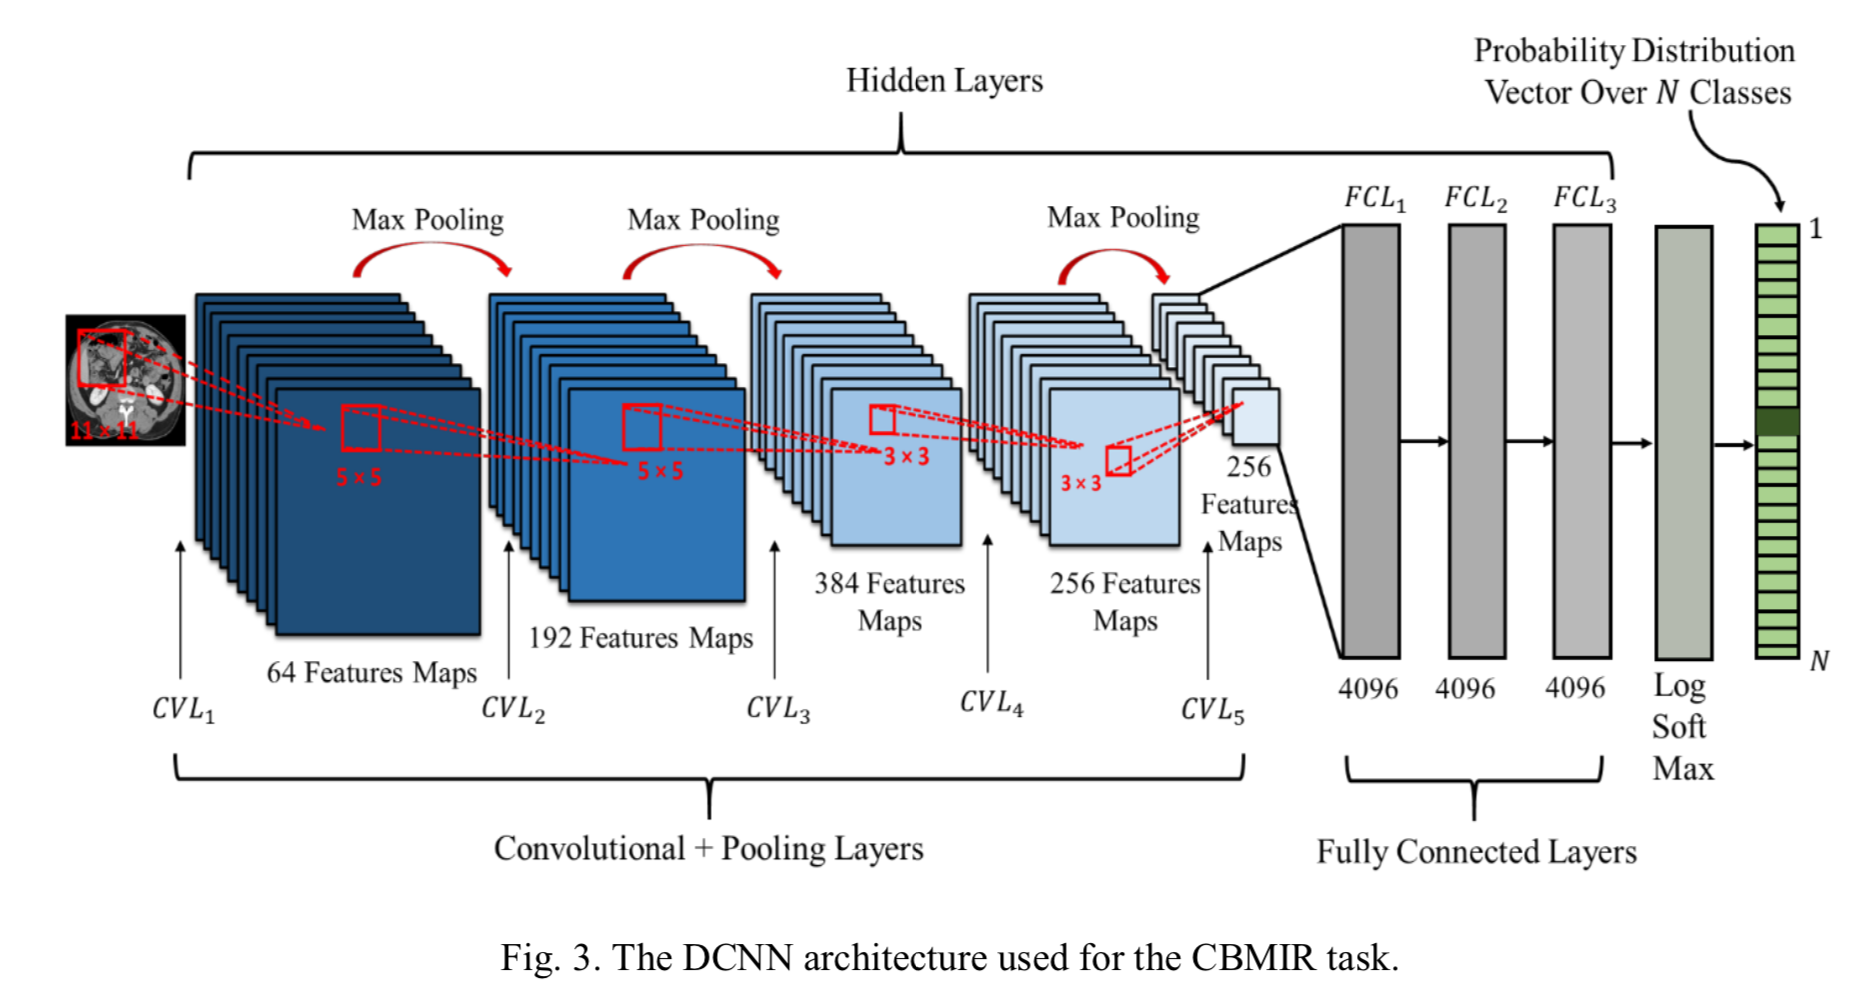 Probability Distribution
Vector Over N Classes
Hidden Layers
Max Pooling
Max Pooling
Max Pooling
FCL₁
FCL₂
FCL₃
1
11 × 11
5 × 5
5 × 5
3 × 3
3 × 3
256
Features
Maps
64 Features Maps
192 Features Maps
384 Features
Maps
256 Features
Maps
CVL₁
CVL₂
CVL₃
CVL₄
CVL₅
4096
4096
4096
Log
Soft
Max
N
Convolutional + Pooling Layers
Fully Connected Layers
Fig. 3. The DCNN architecture used for the CBMIR task.